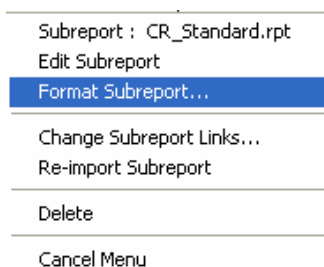 Subreport : CR_Standard.rpt
Edit Subreport
Format Subreport...
Change Subreport Links...
Re-import Subreport
Delete
Cancel Menu